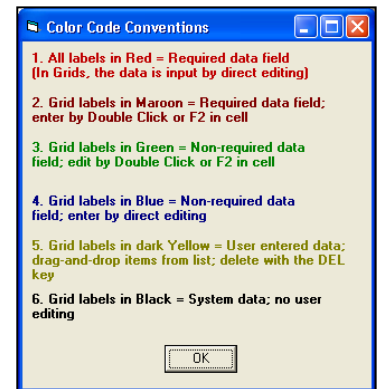 Color Code Conventions
1. All labels in Red = Required data field
(In Grids, the data is input by direct editing)
2. Grid labels in Maroon = Required data field;
enter by Double Click or F2 in cell
3. Grid labels in Green = Non-required data
field; edit by Double Click or F2 in cell
4. Grid labels in Blue = Non-required data
field; enter by direct editing
5. Grid labels in dark Yellow = User entered data;
drag-and-drop items from list; delete with the DEL
key
6. Grid labels in Black = System data; no user
editing
OK